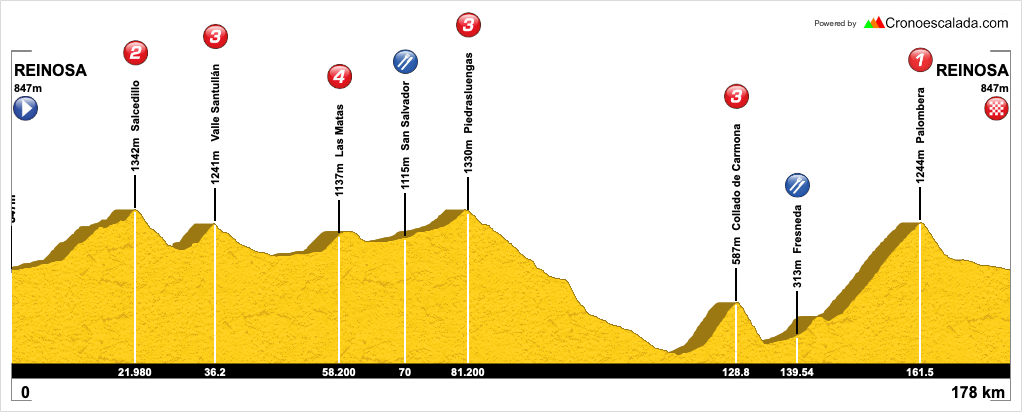 Powered by Cronoescalada.com
REINOSA
847m
2
1342m Salcedillo
3
1241m Valle Santullán
4
1137m Las Matas
1115m San Salvador
3
1330m Piedrasluengas
3
587m Collado de Carmona
313m Fresneda
1
1244m Palombera
REINOSA
847m
21.980
36.2
58.200
70
81.200
128.8
139.54
161.5
0
178 km